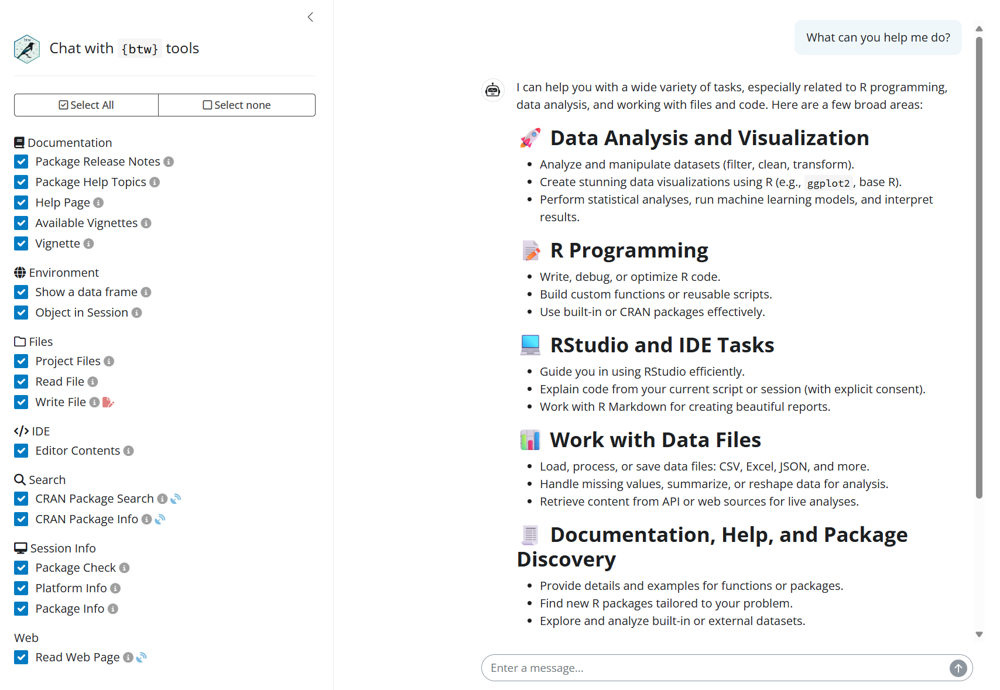 btw
Chat with {btw} tools
Select All
Select none
Documentation
Package Release Notes
Package Help Topics
Help Page
Available Vignettes
Vignette
Environment
Show a data frame
Object in Session
Files
Project Files
Read File
Write File
IDE
Editor Contents
Search
CRAN Package Search
CRAN Package Info
Session Info
Package Check
Platform Info
Package Info
Web
Read Web Page
What can you help me do?
I can help you with a wide variety of tasks, especially related to R programming,
data analysis, and working with files and code. Here are a few broad areas:
🚀 Data Analysis and Visualization
• Analyze and manipulate datasets (filter, clean, transform).
• Create stunning data visualizations using R (e.g., ggplot2, base R).
• Perform statistical analyses, run machine learning models, and interpret
results.
📝 R Programming
• Write, debug, or optimize R code.
• Build custom functions or reusable scripts.
• Use built-in or CRAN packages effectively.
💻 RStudio and IDE Tasks
• Guide you in using RStudio efficiently.
• Explain code from your current script or session (with explicit consent).
• Work with R Markdown for creating beautiful reports.
📊 Work with Data Files
• Load, process, or save data files: CSV, Excel, JSON, and more.
• Handle missing values, summarize, or reshape data for analysis.
• Retrieve content from API or web sources for live analyses.
📜 Documentation, Help, and Package
Discovery
• Provide details and examples for functions or packages.
• Find new R packages tailored to your problem.
• Explore and analyze built-in or external datasets.
Enter a message...